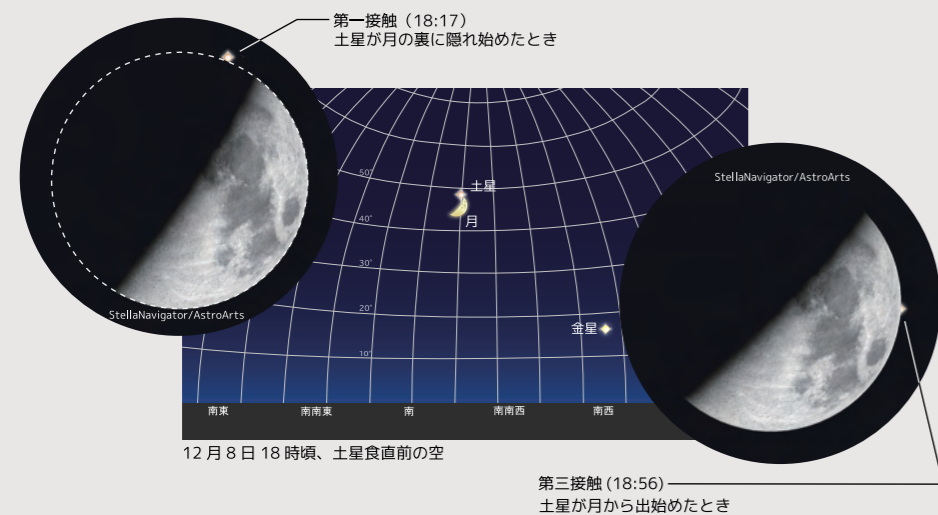 第一接触（18:17）
土星が月の裏に隠れ始めたとき
StellaNavigator/AstroArts
50°
土星
40°
月
30°
20°
金星
10°
南東
南南東
南
南南西
南西
12月8日18時頃、土星食直前の空
StellaNavigator/AstroArts
第三接触 (18:56)
土星が月から出始めたとき